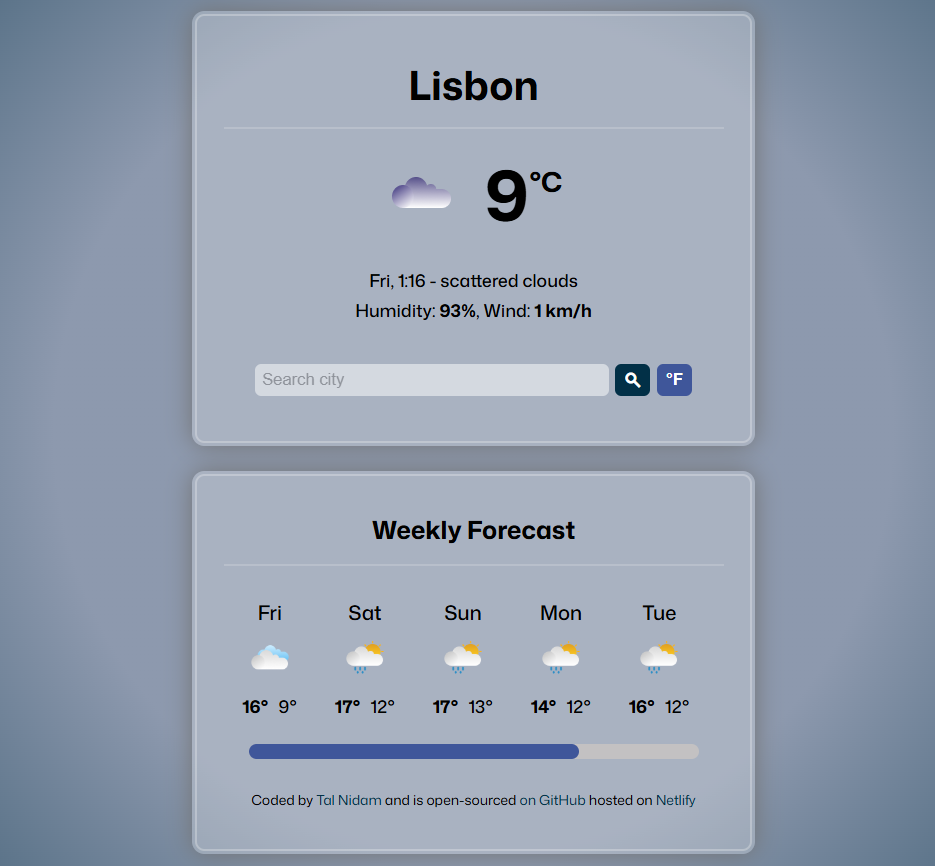 Lisbon
9°C
Fri, 1:16 - scattered clouds
Humidity: 93%, Wind: 1 km/h
Search city
°F
Weekly Forecast
Fri Sat Sun Mon Tue
16° 9° 17° 12° 17° 13° 14° 12° 16° 12°
Coded by Tal Nidam and is open-sourced on GitHub hosted on Netlify